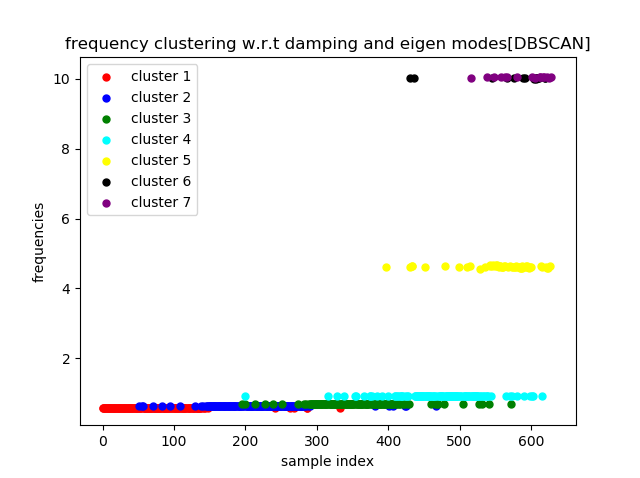 frequency clustering w.r.t damping and eigen modes[DBSCAN]
cluster 1
cluster 2
cluster 3
cluster 4
cluster 5
cluster 6
cluster 7
frequencies
10
8
6
4
2
0 100 200 300 400 500 600
sample index